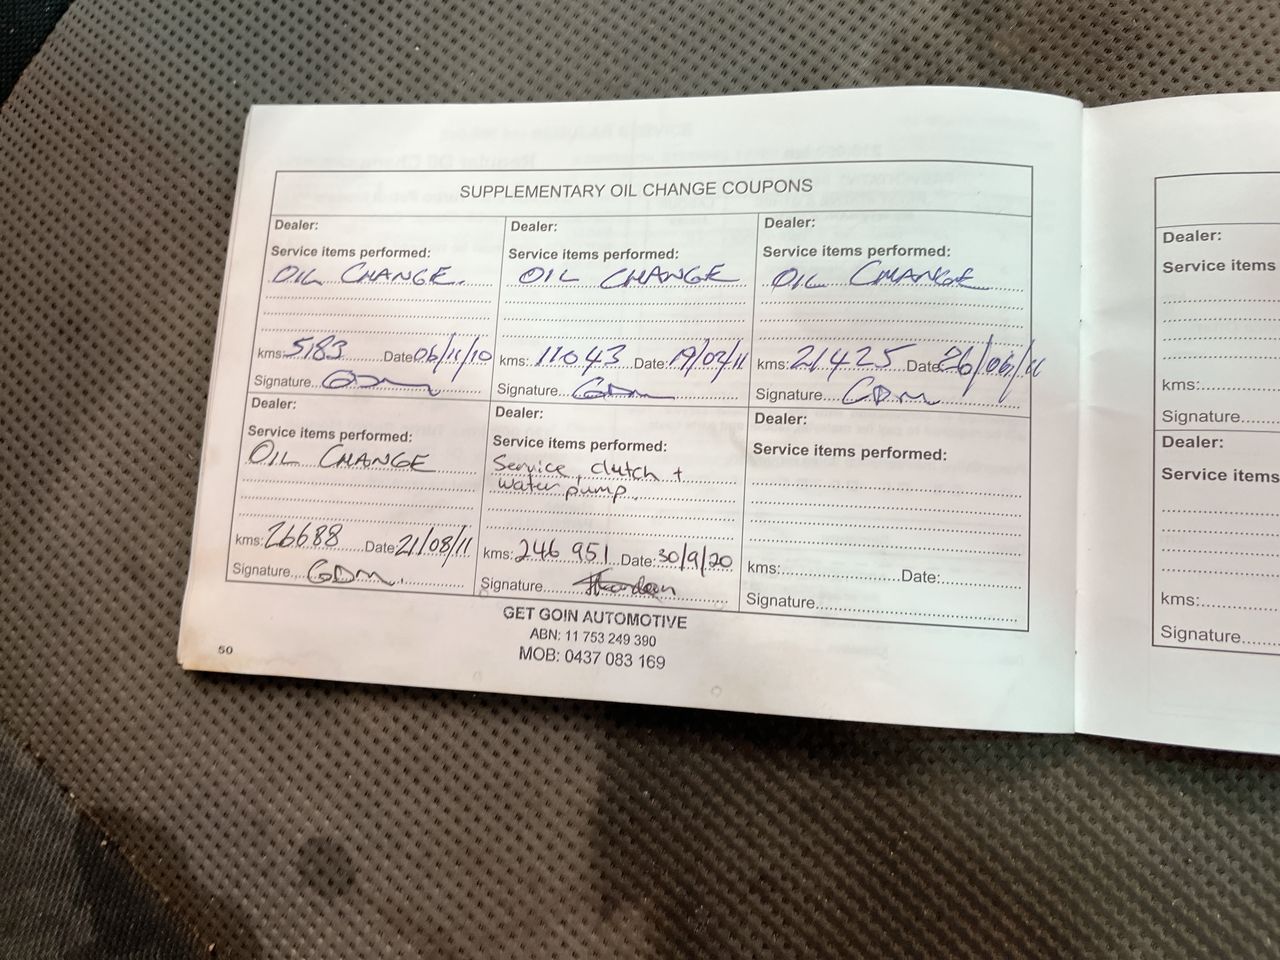 SUPPLEMENTARY OIL CHANGE COUPONS
Dealer:
Service items performed:
OIL CHANGE.
kms: 5183 Date 06/11/10
Signature... GDM
Dealer:
Service items performed:
OIL CHANGE
kms: 11043 Date: 19/02/11
Signature... GDM
Dealer:
Service items performed:
OIL CHANGE
kms: 21425 Date: 26/06/11
Signature... GDM
Dealer:
Service items performed:
OIL CHANGE
kms: 26688 Date 21/08/11
Signature... GDM.
Dealer:
Service items performed:
Service, clutch +
water pump.
kms: 246 951 Date: 30/9/20
Signature
Dealer:
Service items performed:
kms: Date:
Signature
GET GOIN AUTOMOTIVE
ABN: 11 753 249 390
MOB: 0437 083 169
50
Dealer:
Service items
kms:
Signature
Dealer:
Service items
kms:
Signature